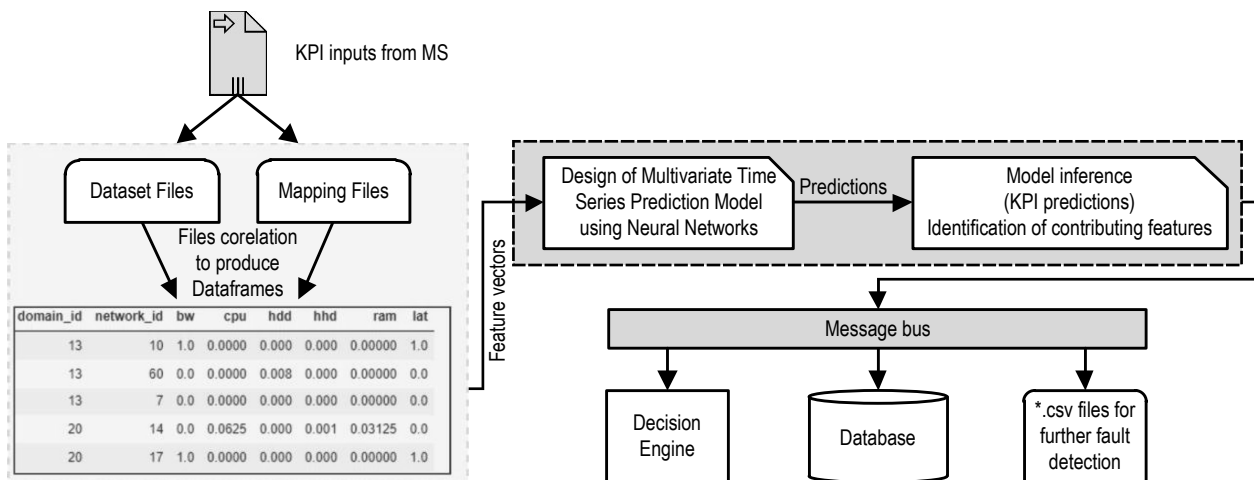 KPI inputs from MS
Dataset Files
Mapping Files
Files corelation
to produce
Dataframes
domain_id network_id bw cpu hdd hhd ram lat
13 10 1.0 0.0000 0.000 0.000 0.00000 1.0
13 60 0.0 0.0000 0.008 0.000 0.00000 0.0
13 7 0.0 0.0000 0.000 0.000 0.00000 0.0
20 14 0.0 0.0625 0.000 0.001 0.03125 0.0
20 17 1.0 0.0000 0.000 0.000 0.00000 1.0
Feature vectors
Design of Multivariate Time
Series Prediction Model
using Neural Networks
Predictions
Model inference
(KPI predictions)
Identification of contributing features
Message bus
Decision
Engine
Database
*.csv files for
further fault
detection